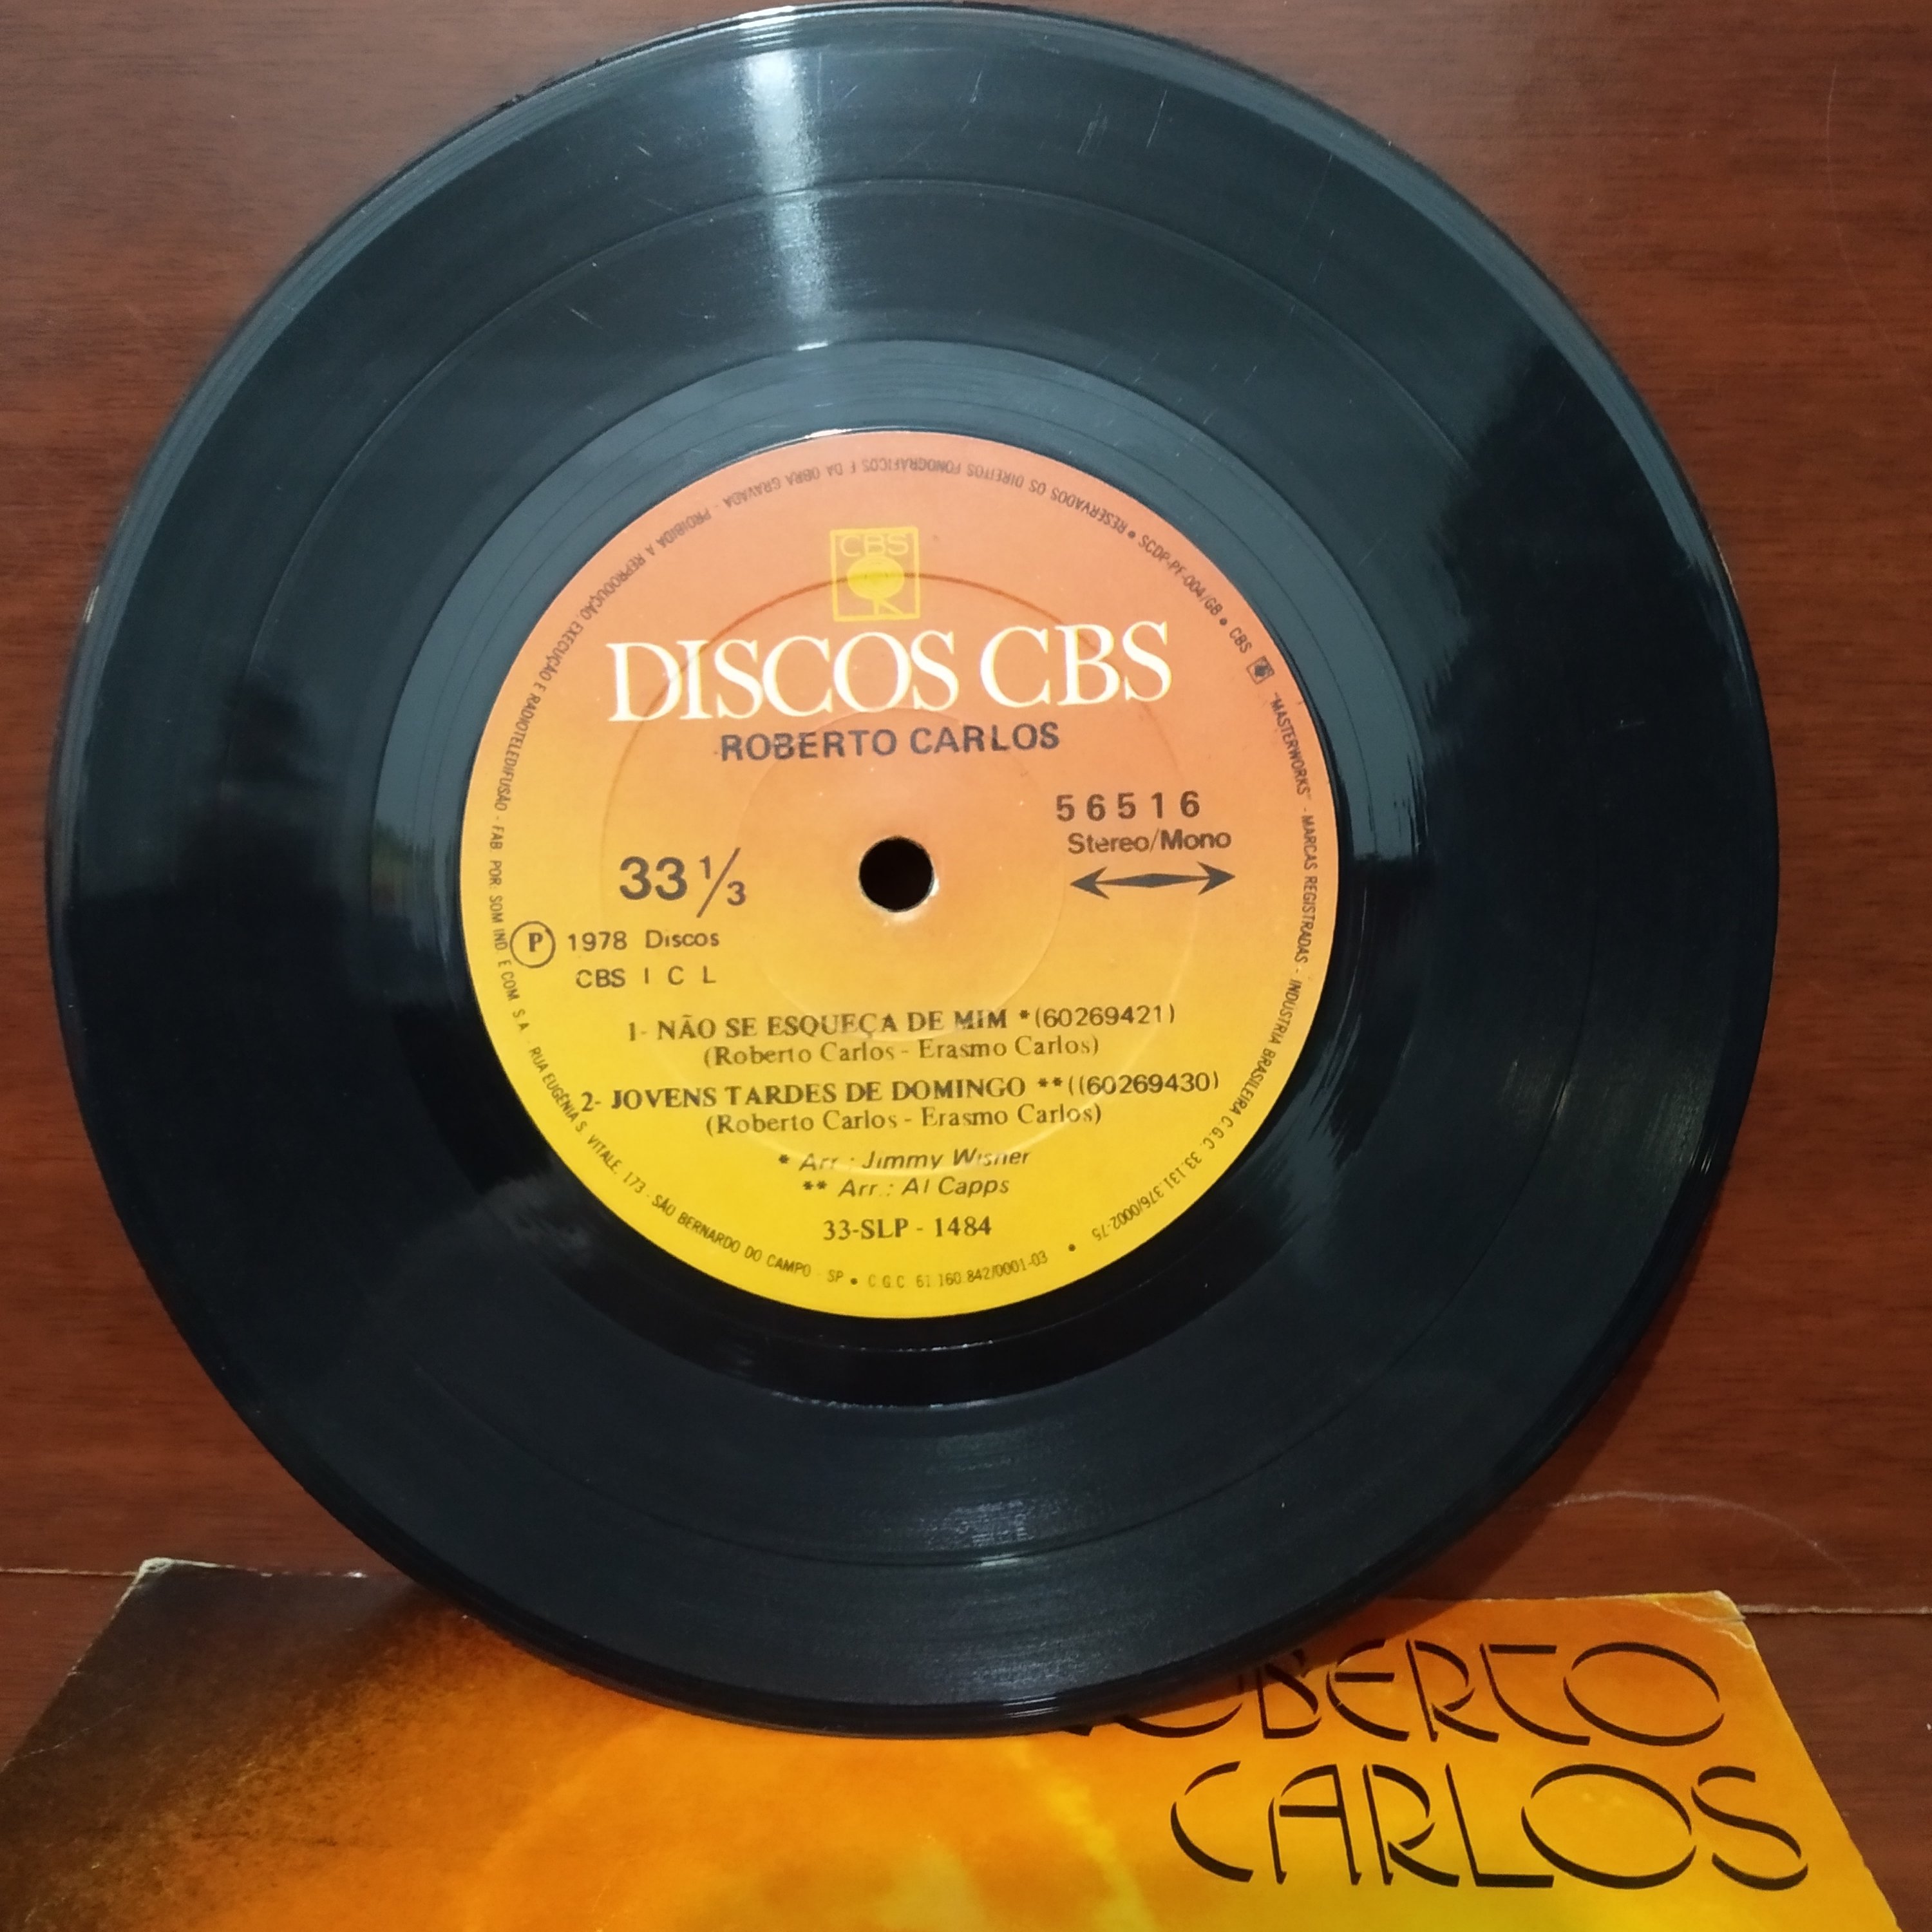 CBS
DISCOS CBS
ROBERTO CARLOS
56516
Stereo/Mono
33 1/3
Ⓟ 1978 Discos
CBS I C L
1- NÃO SE ESQUEÇA DE MIM *(60269421)
(Roberto Carlos - Erasmo Carlos)
2- JOVENS TARDES DE DOMINGO **((60269430)
(Roberto Carlos - Erasmo Carlos)
* Arr.: Jimmy Wisner
** Arr.: Al Capps
33-SLP - 1484
FAB. POR: SOM IND. E COM. S.A. - RUA EUGÊNIA S. VITALE, 173 - SÃO BERNARDO DO CAMPO - SP • C.G.C 61.160.842/0001-03 •
RESERVADOS OS DIREITOS FONOGRÁFICOS E DA OBRA GRAVADA - PROIBIDA A REPRODUÇÃO EXECUÇÃO E RADIOTELEDIFUSÃO -
• SCDP-PF-004/GB • CBS "MASTERWORKS" - MARCAS REGISTRADAS - INDÚSTRIA BRASILEIRA C.G.C. 33.131.376/0002-75
ROBERTO
CARLOS